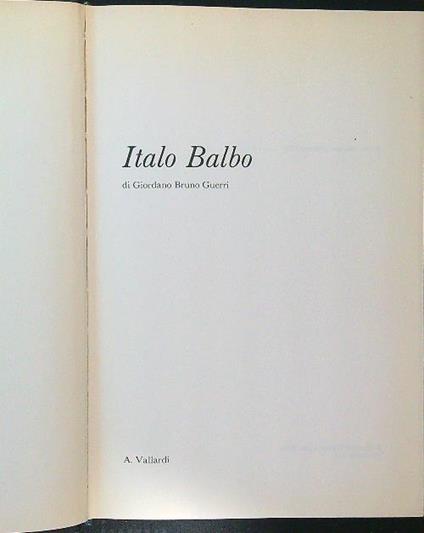 Italo Balbo
di Giordano Bruno Guerri
A. Vallardi